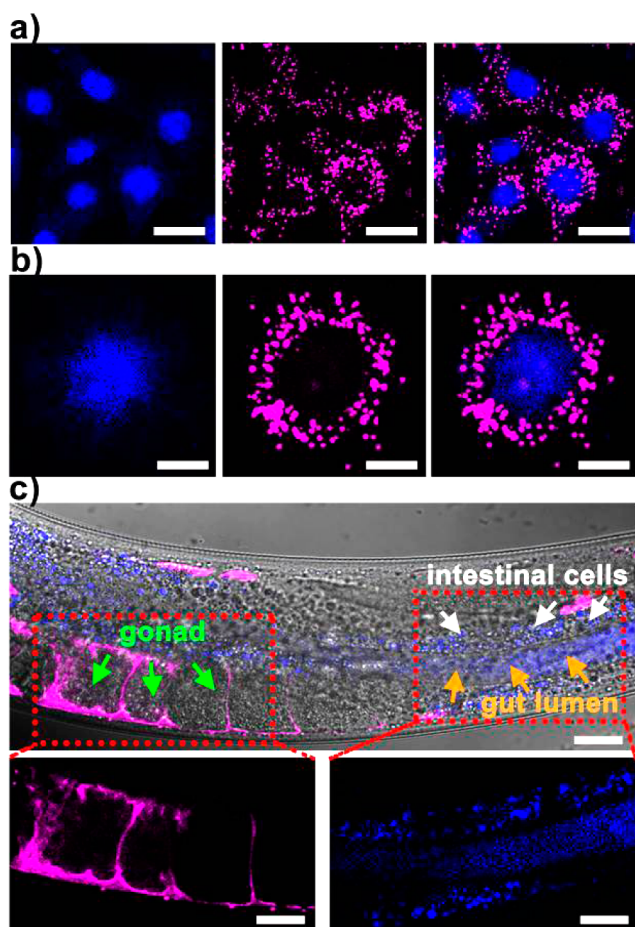 a)
b)
c)
intestinal cells
gonad
gut lumen